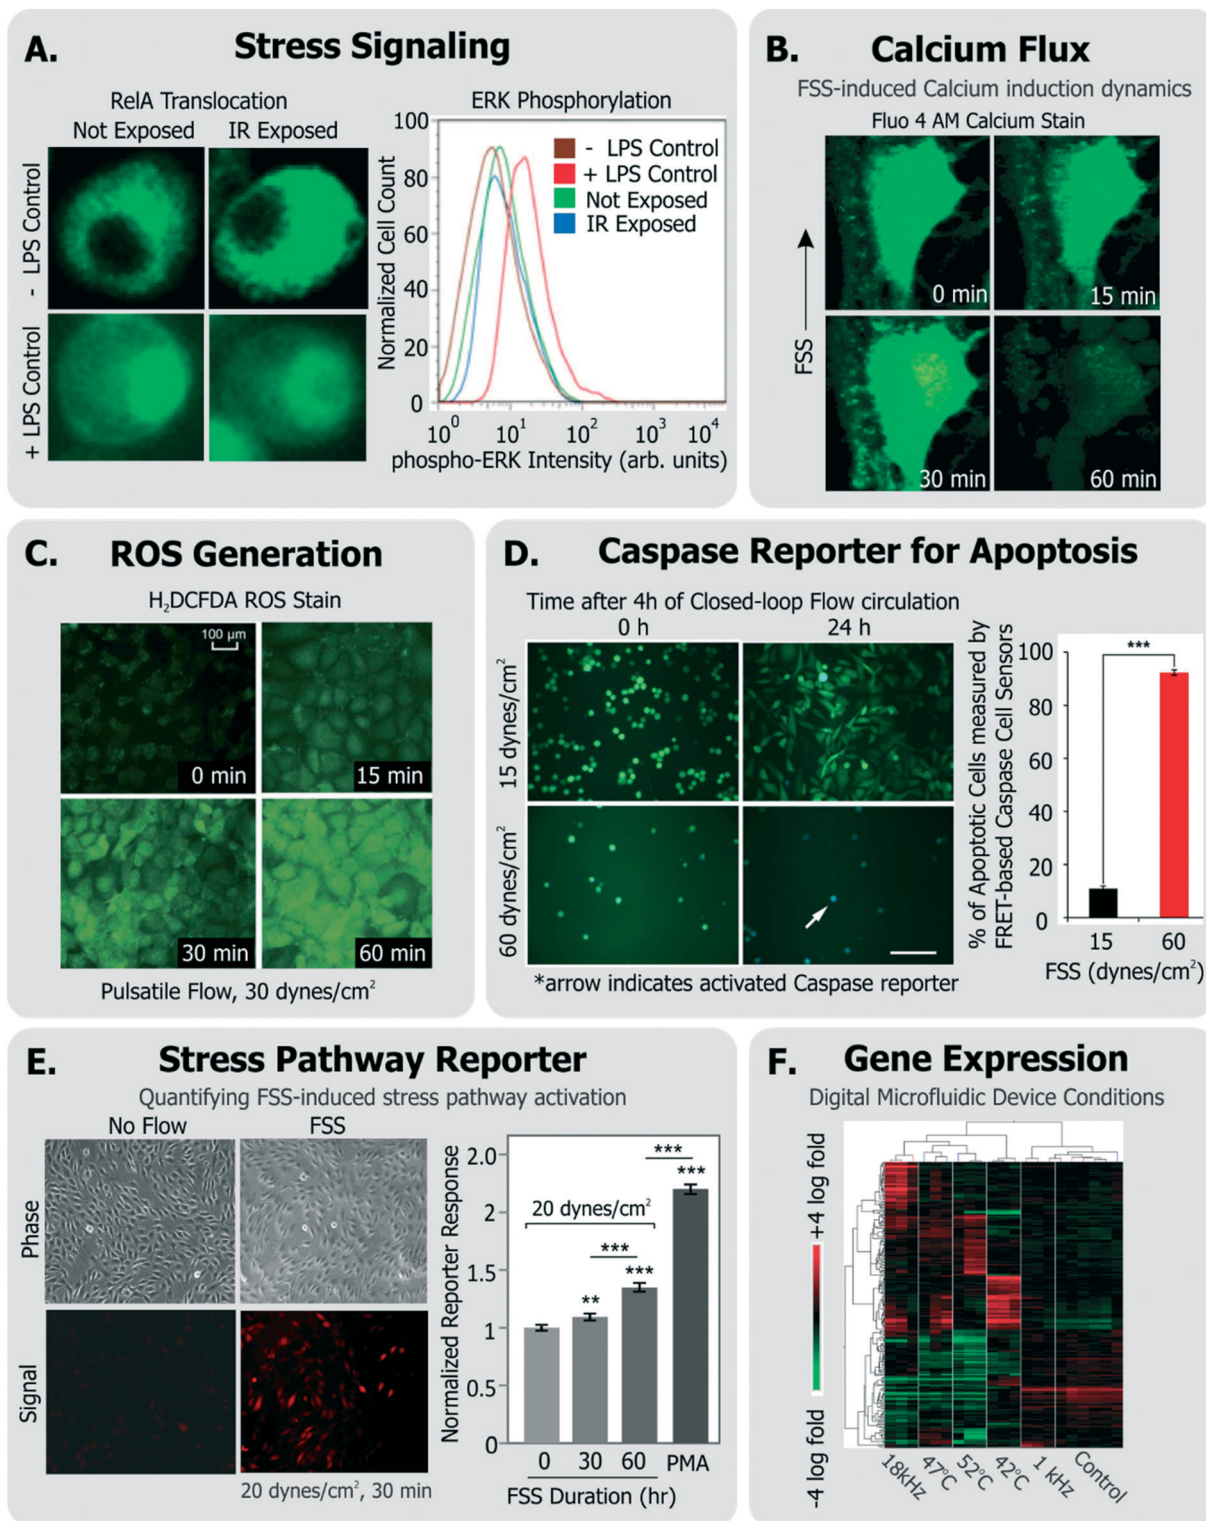 A. Stress Signaling
RelA Translocation
Not Exposed IR Exposed
- LPS Control
+ LPS Control
ERK Phosphorylation
Normalized Cell Count
100
80
60
40
20
0
- LPS Control
+ LPS Control
Not Exposed
IR Exposed
10⁰ 10¹ 10² 10³ 10⁴
phospho-ERK Intensity (arb. units)
B. Calcium Flux
FSS-induced Calcium induction dynamics
Fluo 4 AM Calcium Stain
FSS
0 min 15 min
30 min 60 min
C. ROS Generation
H₂DCFDA ROS Stain
100 µm
0 min 15 min
30 min 60 min
Pulsatile Flow, 30 dynes/cm²
D. Caspase Reporter for Apoptosis
Time after 4h of Closed-loop Flow circulation
0 h 24 h
15 dynes/cm²
60 dynes/cm²
*arrow indicates activated Caspase reporter
% of Apoptotic Cells measured by
FRET-based Caspase Cell Sensors
100
80
60
40
20
0
***
15 60
FSS (dynes/cm²)
E. Stress Pathway Reporter
Quantifying FSS-induced stress pathway activation
No Flow FSS
Phase
Signal
20 dynes/cm², 30 min
Normalized Reporter Response
2.0
2
1.5
1
0.5
0
20 dynes/cm²
**
***
***
***
***
0 30 60 PMA
FSS Duration (hr)
F. Gene Expression
Digital Microfluidic Device Conditions
-4 log fold +4 log fold
18kHz 47°C 52°C 42°C 1 kHz Control